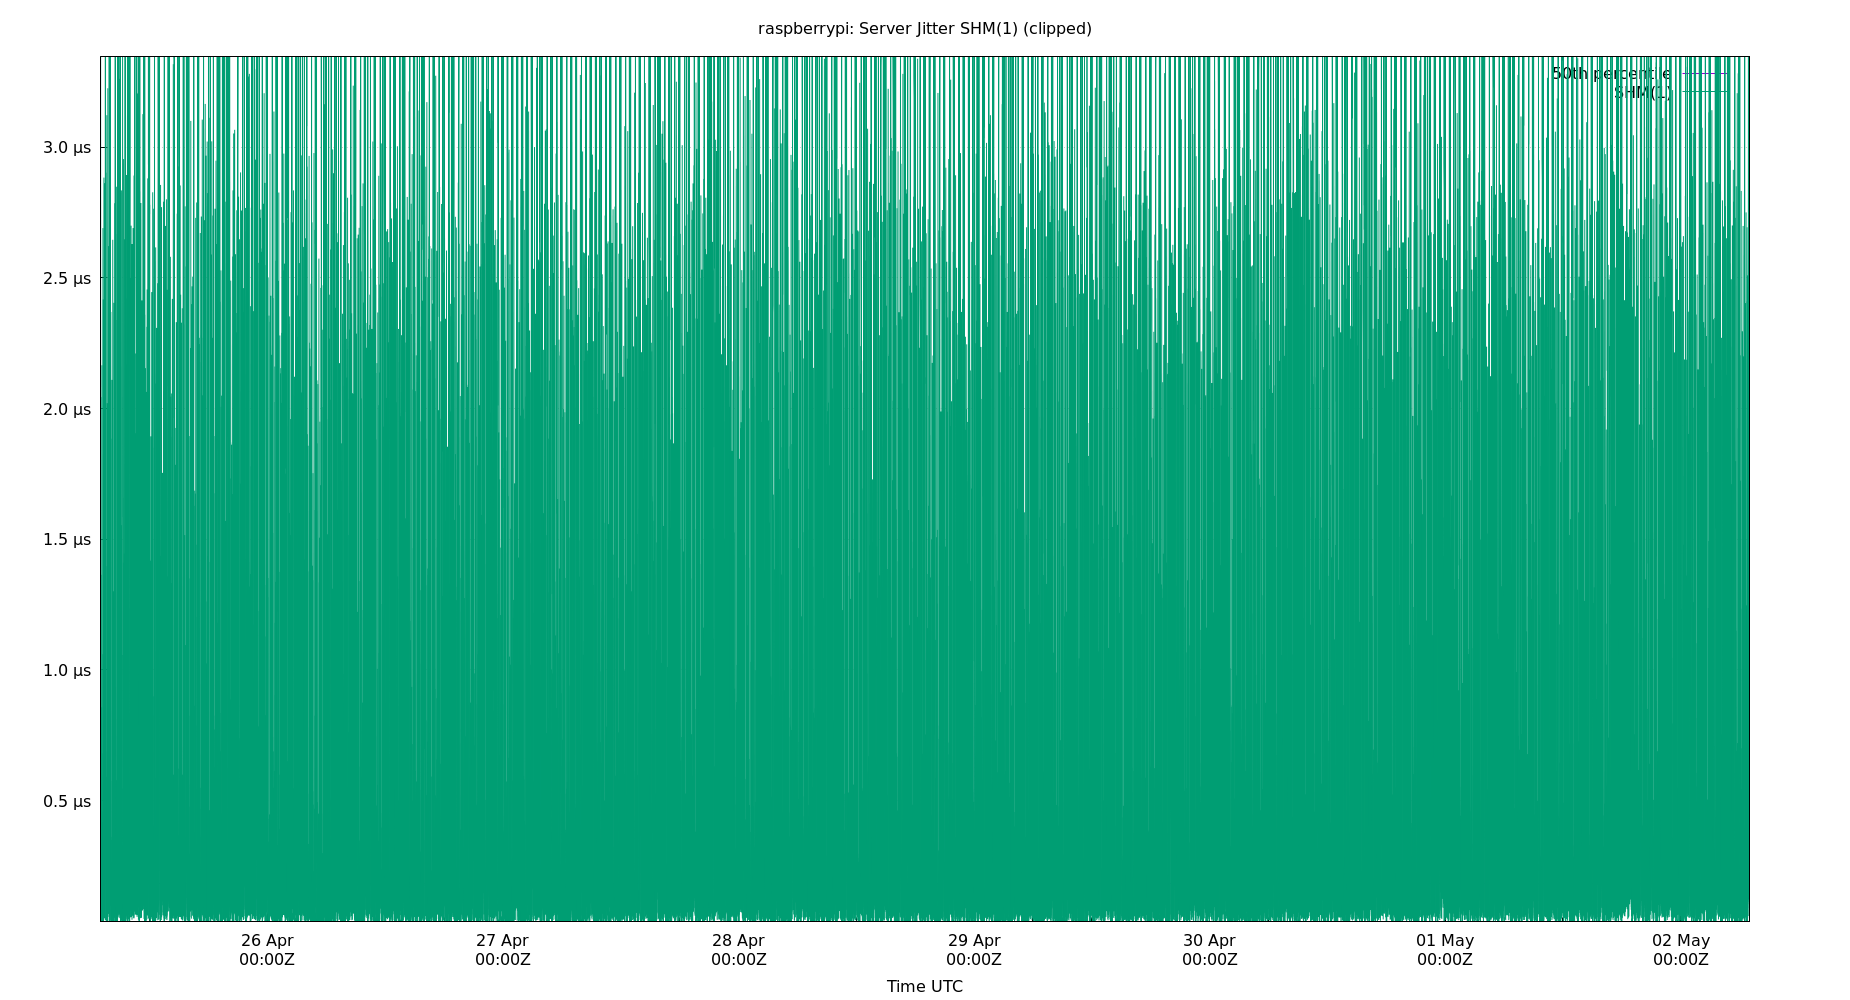 raspberrypi: Server Jitter SHM(1) (clipped)
50th percentile
SHM(1)
3.0 µs
2.5 µs
2.0 µs
1.5 µs
1.0 µs
0.5 µs
26 Apr 27 Apr 28 Apr 29 Apr 30 Apr 01 May 02 May
00:00Z 00:00Z 00:00Z 00:00Z 00:00Z 00:00Z 00:00Z
Time UTC